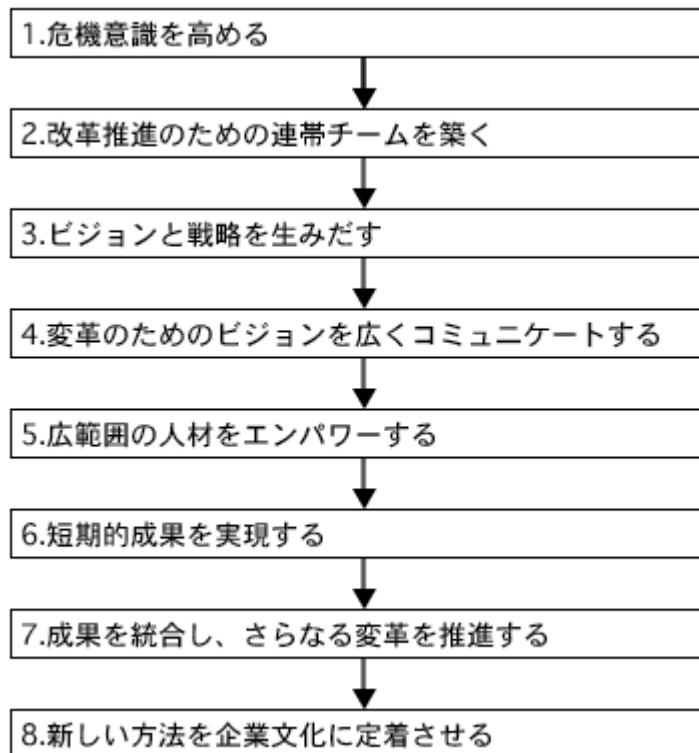 1.危機意識を高める
2.改革推進のための連帯チームを築く
3.ビジョンと戦略を生みだす
4.変革のためのビジョンを広くコミュニケートする
5.広範囲の人材をエンパワーする
6.短期的成果を実現する
7.成果を統合し、さらなる変革を推進する
8.新しい方法を企業文化に定着させる